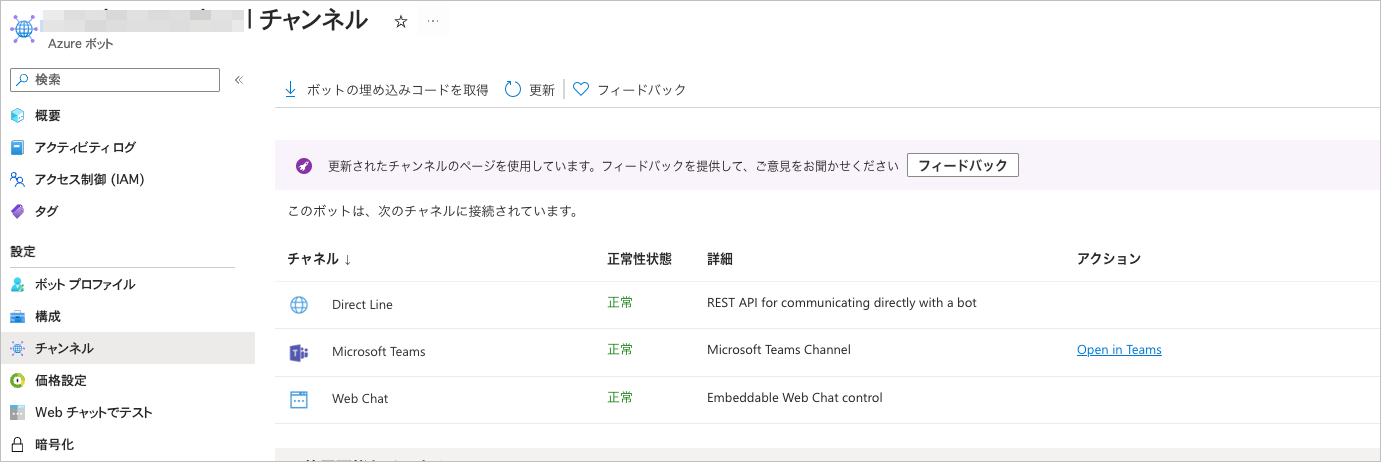 | チャンネル
Azure ボット
検索
概要
アクティビティ ログ
アクセス制御 (IAM)
タグ
設定
ボット プロファイル
構成
チャンネル
価格設定
Web チャットでテスト
暗号化
ボットの埋め込みコードを取得 更新 フィードバック
更新されたチャンネルのページを使用しています。フィードバックを提供して、ご意見をお聞かせください フィードバック
このボットは、次のチャネルに接続されています。
チャネル ↓ 正常性状態 詳細 アクション
Direct Line 正常 REST API for communicating directly with a bot
Microsoft Teams 正常 Microsoft Teams Channel Open in Teams
Web Chat 正常 Embeddable Web Chat control